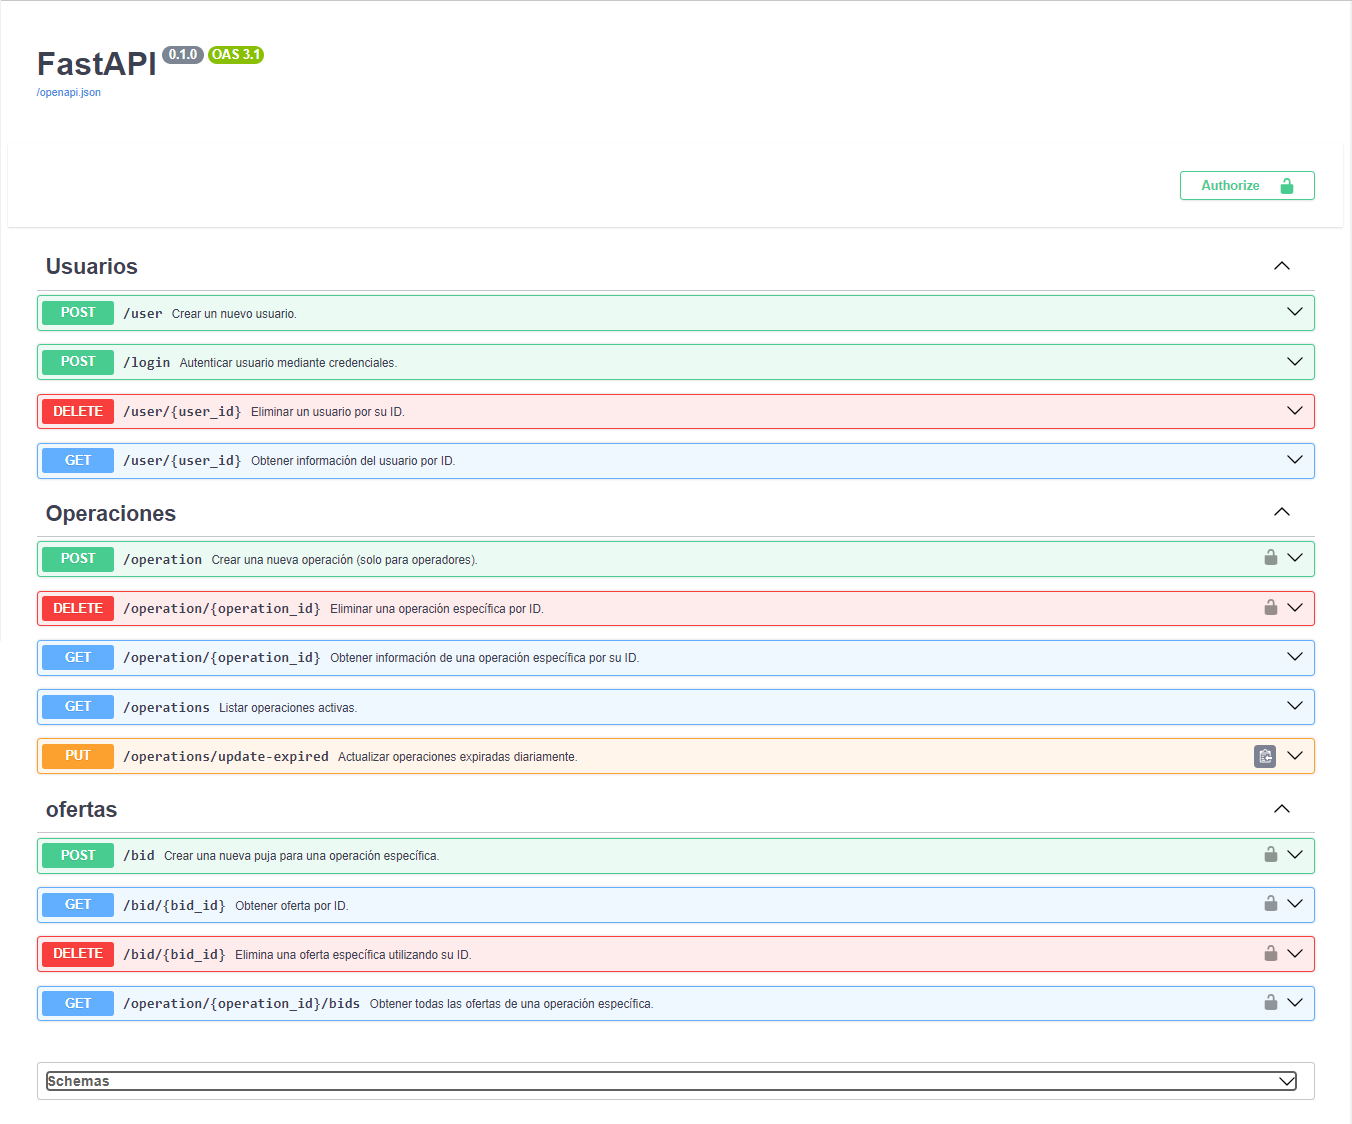 FastAPI 0.1.0 OAS 3.1
/openapi.json
Authorize
Usuarios
POST /user Crear un nuevo usuario.
POST /login Autenticar usuario mediante credenciales.
DELETE /user/{user_id} Eliminar un usuario por su ID.
GET /user/{user_id} Obtener información del usuario por ID.
Operaciones
POST /operation Crear una nueva operación (solo para operadores).
DELETE /operation/{operation_id} Eliminar una operación específica por ID.
GET /operation/{operation_id} Obtener información de una operación específica por su ID.
GET /operations Listar operaciones activas.
PUT /operations/update-expired Actualizar operaciones expiradas diariamente.
ofertas
POST /bid Crear una nueva puja para una operación específica.
GET /bid/{bid_id} Obtener oferta por ID.
DELETE /bid/{bid_id} Elimina una oferta específica utilizando su ID.
GET /operation/{operation_id}/bids Obtener todas las ofertas de una operación específica.
Schemas